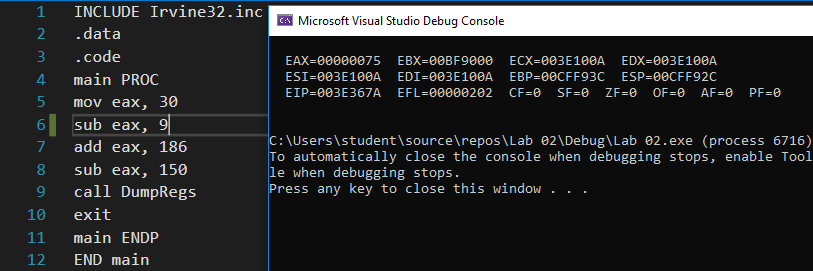 1 INCLUDE Irvine32.inc
2 .data
3 .code
4 main PROC
5 mov eax, 30
6 sub eax, 9
7 add eax, 186
8 sub eax, 150
9 call DumpRegs
10 exit
11 main ENDP
12 END main
Microsoft Visual Studio Debug Console
EAX=00000075 EBX=00BF9000 ECX=003E100A EDX=003E100A
ESI=003E100A EDI=003E100A EBP=00CFF93C ESP=00CFF92C
EIP=003E367A EFL=00000202 CF=0 SF=0 ZF=0 OF=0 AF=0 PF=0
C:\Users\student\source\repos\Lab 02\Debug\Lab 02.exe (process 6716)
To automatically close the console when debugging stops, enable Tool
le when debugging stops.
Press any key to close this window . . .